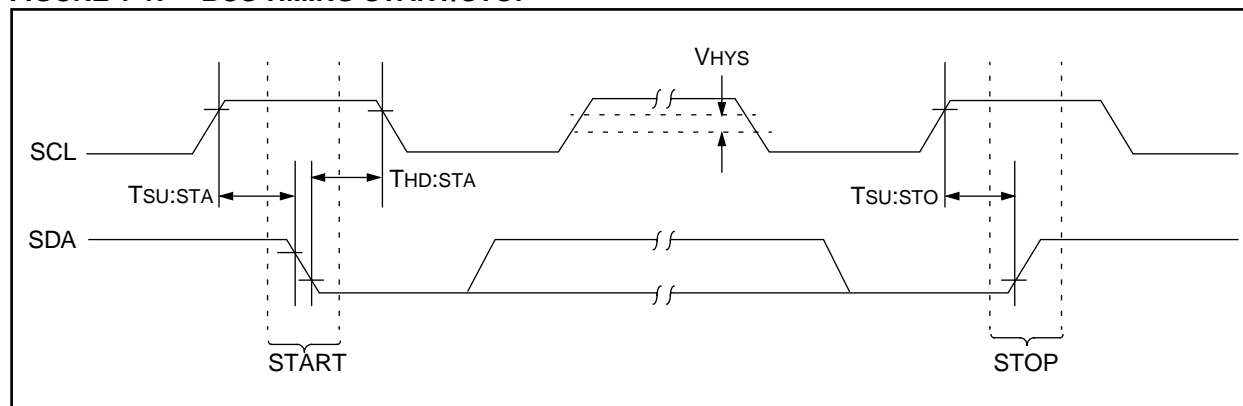 VHYS
SCL
TSU:STA
THD:STA
TSU:STO
SDA
START
STOP